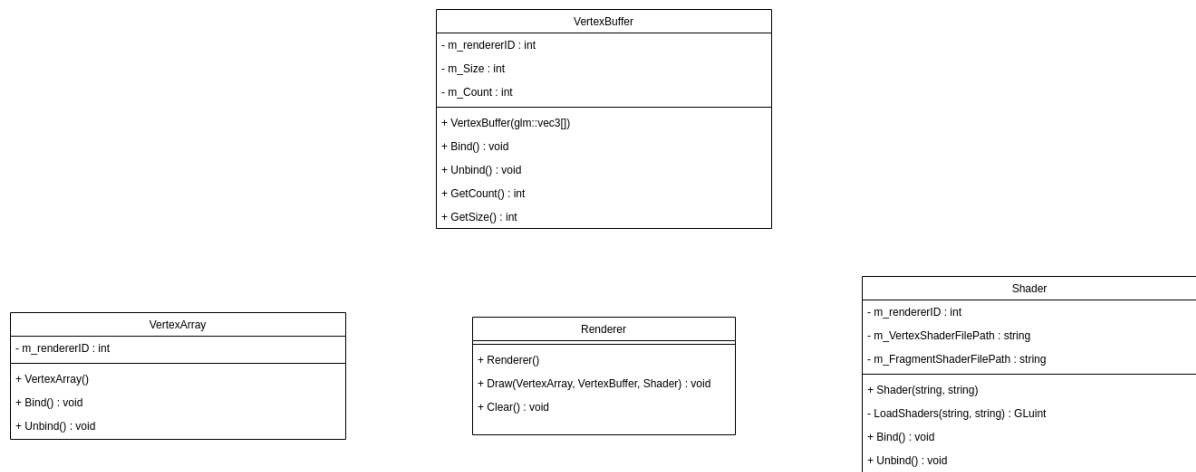 VertexBuffer
- m_rendererID : int
- m_Size : int
- m_Count : int
+ VertexBuffer(glm::vec3[])
+ Bind() : void
+ Unbind() : void
+ GetCount() : int
+ GetSize() : int
VertexArray
- m_rendererID : int
+ VertexArray()
+ Bind() : void
+ Unbind() : void
Renderer
+ Renderer()
+ Draw(VertexArray, VertexBuffer, Shader) : void
+ Clear() : void
Shader
- m_rendererID : int
- m_VertexShaderFilePath : string
- m_FragmentShaderFilePath : string
+ Shader(string, string)
- LoadShaders(string, string) : GLuint
+ Bind() : void
+ Unbind() : void